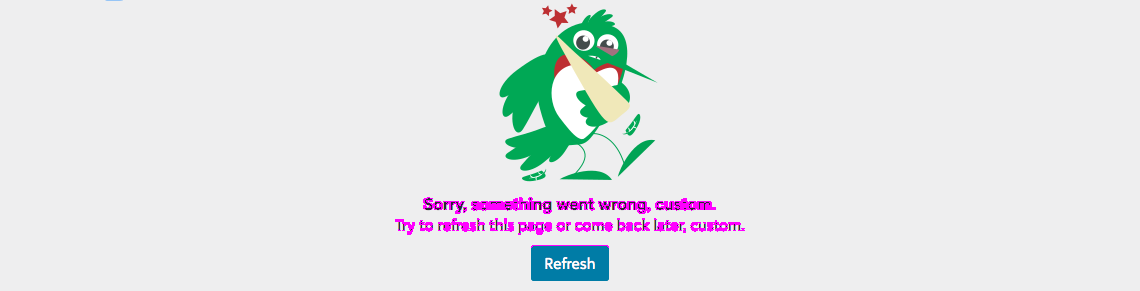 Sorry, something went wrong, custom.
Try to refresh this page or come back later, custom.
Refresh